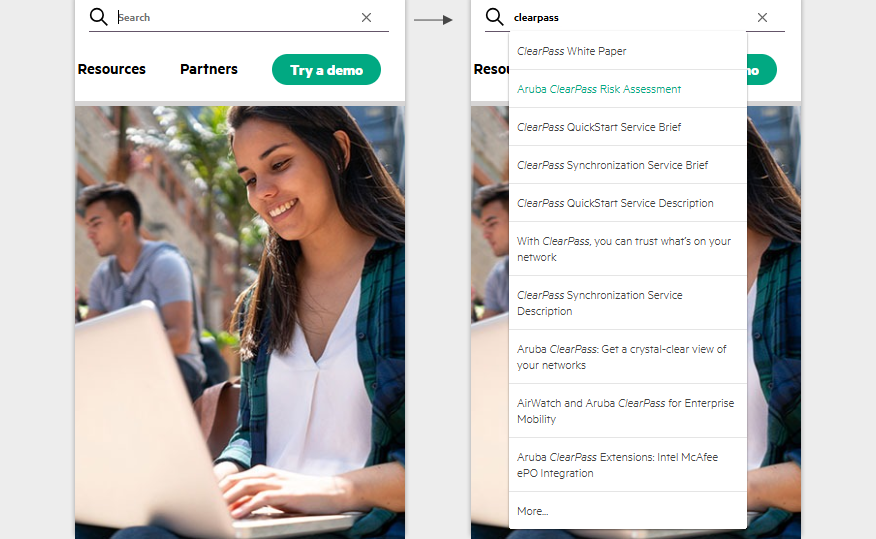 Search
Resources Partners Try a demo
clearpass
ClearPass White Paper
Aruba ClearPass Risk Assessment
ClearPass QuickStart Service Brief
ClearPass Synchronization Service Brief
ClearPass QuickStart Service Description
With ClearPass, you can trust what's on your
network
ClearPass Synchronization Service
Description
Aruba ClearPass: Get a crystal-clear view of
your networks
AirWatch and Aruba ClearPass for Enterprise
Mobility
Aruba ClearPass Extensions: Intel McAfee
ePO Integration
More...